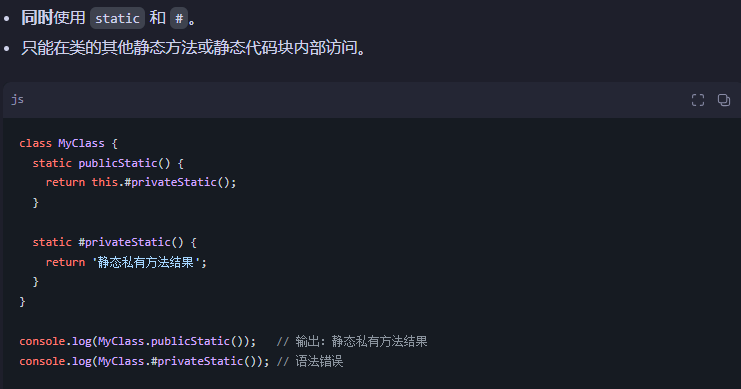 • 同时使用 static 和 #。
• 只能在类的其他静态方法或静态代码块内部访问。
js
class MyClass {
  static publicStatic() {
    return this.#privateStatic();
  }

  static #privateStatic() {
    return '静态私有方法结果';
  }
}

console.log(MyClass.publicStatic());   // 输出: 静态私有方法结果
console.log(MyClass.#privateStatic()); // 语法错误